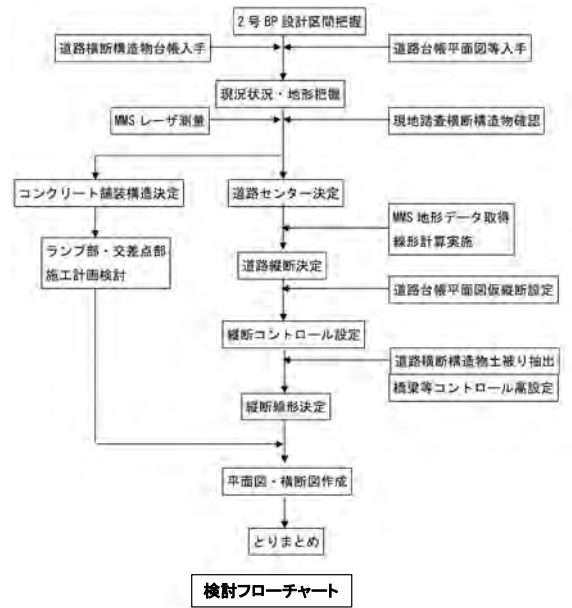 2号BP設計区間把握
道路横断構造物台帳入手
道路台帳平面図等入手
現況状況・地形把握
MMSレーザ測量
現地踏査横断構造物確認
コンクリート舗装構造決定
道路センター決定
MMS地形データ取得
線形計算実施
ランプ部・交差点部
施工計画検討
道路縦断決定
道路台帳平面図仮縦断設定
縦断コントロール設定
道路横断構造物土被り抽出
橋梁等コントロール高設定
縦断線形決定
平面図・横断図作成
とりまとめ
検討フローチャート